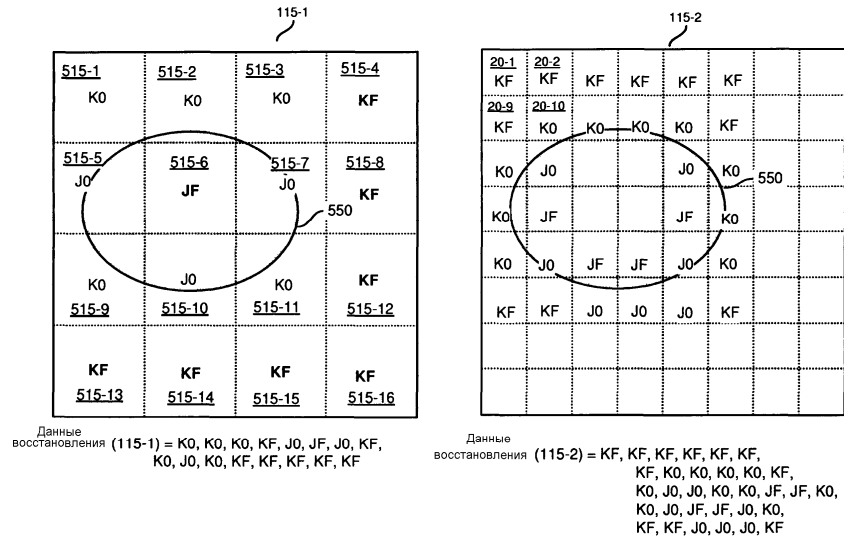 115-1
515-1 515-2 515-3 515-4
K0 K0 K0 KF
515-5 515-6 515-7 515-8
J0 JF J0 KF
550
K0 J0 K0 KF
515-9 515-10 515-11 515-12
KF KF KF KF
515-13 515-14 515-15 515-16
Данные
восстановления (115-1) = K0, K0, K0, KF, J0, JF, J0, KF,
K0, J0, K0, KF, KF, KF, KF, KF
115-2
20-1 20-2
KF KF KF KF KF KF
20-9 20-10
KF K0 K0 K0 K0 KF
K0 J0 J0 K0
550
K0 JF JF K0
K0 J0 JF JF J0 K0
KF KF J0 J0 J0 KF
Данные
восстановления (115-2) = KF, KF, KF, KF, KF, KF,
KF, K0, K0, K0, K0, KF,
K0, J0, J0, K0, K0, JF, JF, K0,
K0, J0, JF, JF, J0, K0,
KF, KF, J0, J0, J0, KF